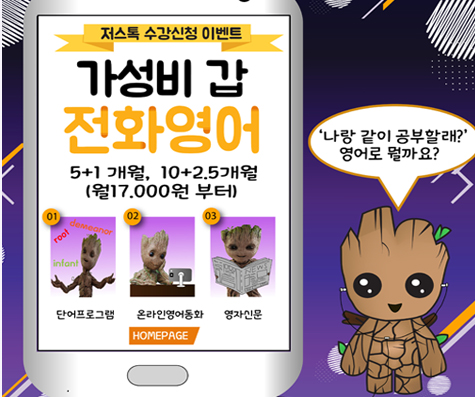 저스톡 수강신청 이벤트
가성비 갑
전화영어
5+1 개월, 10+2.5개월
(월17.000원 부터)
01
demeanor
root
infant
단어프로그램
02
온라인영어동화
03
영자신문
HOMEPAGE
'나랑 같이 공부할래?'
영어로 뭘까요?